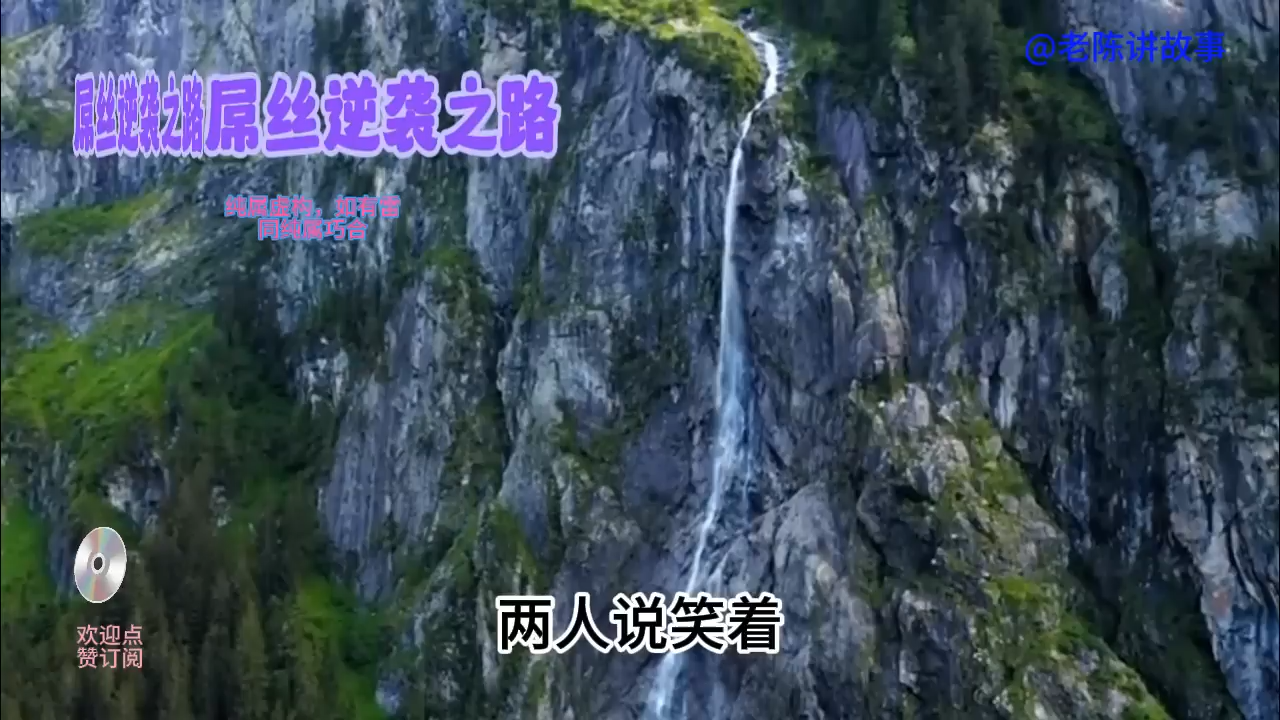 @老陈讲故事
屌丝逆袭之路屌丝逆袭之路
纯属虚构，如有雷
同纯属巧合
欢迎点
赞订阅
两人说笑着